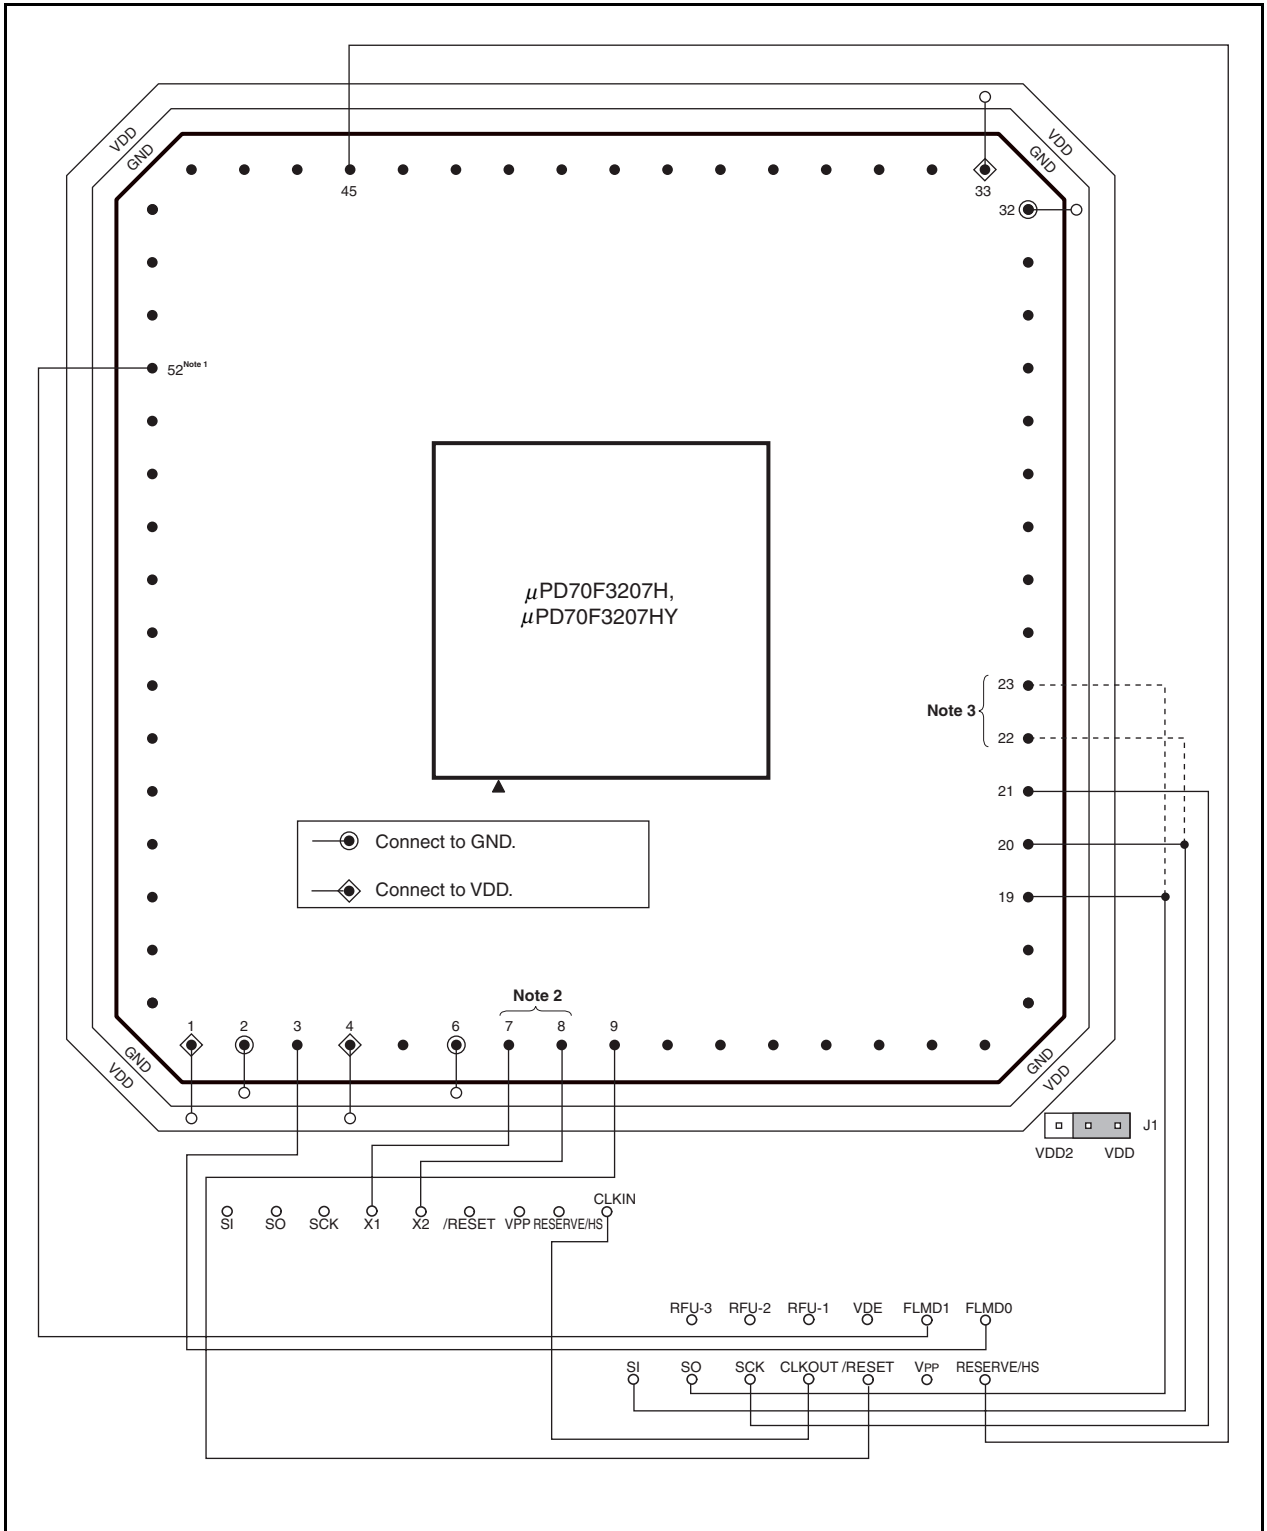 VDD
GND
VDD
GND
45
33
32
52Note 1
μPD70F3207H,
μPD70F3207HY
23
Note 3
22
21
Connect to GND.
20
Connect to VDD.
19
Note 2
1 2 3 4 6 7 8 9
GND
VDD
GND
VDD
J1
VDD2 VDD
CLKIN
SI SO SCK X1 X2 /RESET VPP RESERVE/HS
RFU-3 RFU-2 RFU-1 VDE FLMD1 FLMD0
SI SO SCK CLKOUT /RESET VPP RESERVE/HS